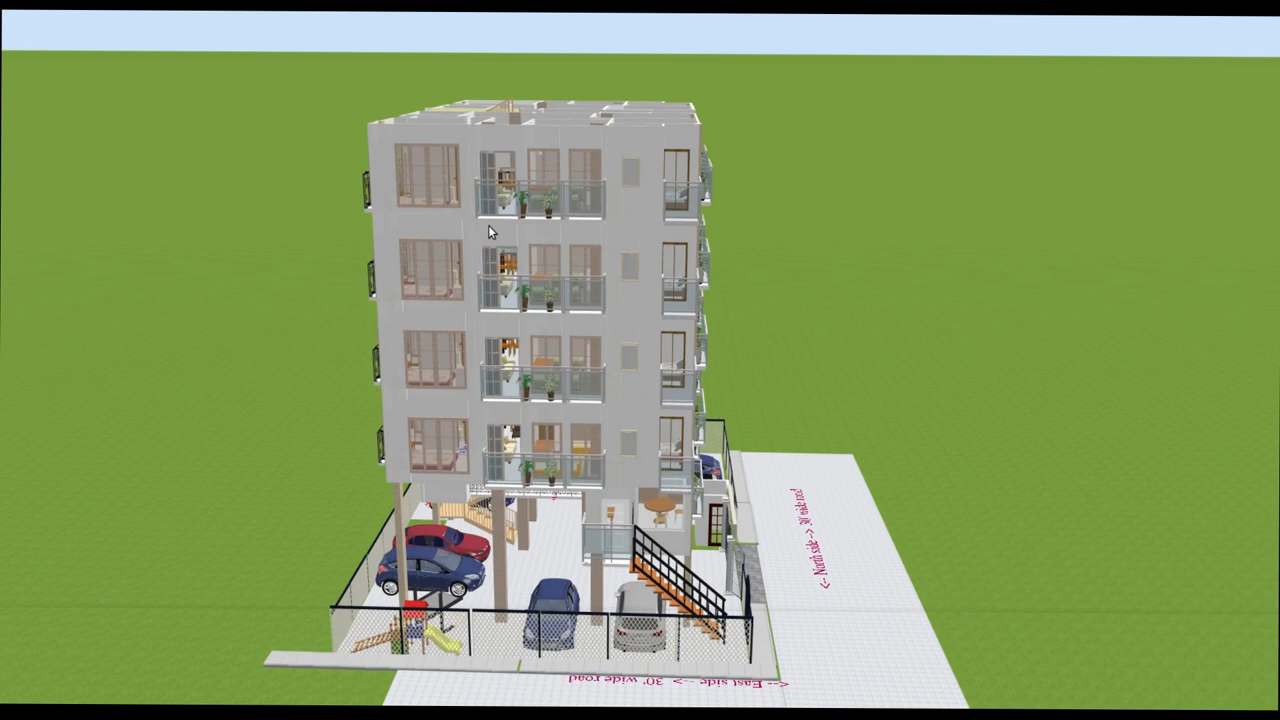 <-- North side --> 30' wide road
<-- East side --> 30' wide road